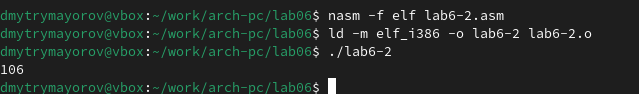 dmytrymayorov@vbox:~/work/arch-pc/lab06$ nasm -f elf lab6-2.asm
dmytrymayorov@vbox:~/work/arch-pc/lab06$ ld -m elf_i386 -o lab6-2 lab6-2.o
dmytrymayorov@vbox:~/work/arch-pc/lab06$ ./lab6-2
106
dmytrymayorov@vbox:~/work/arch-pc/lab06$